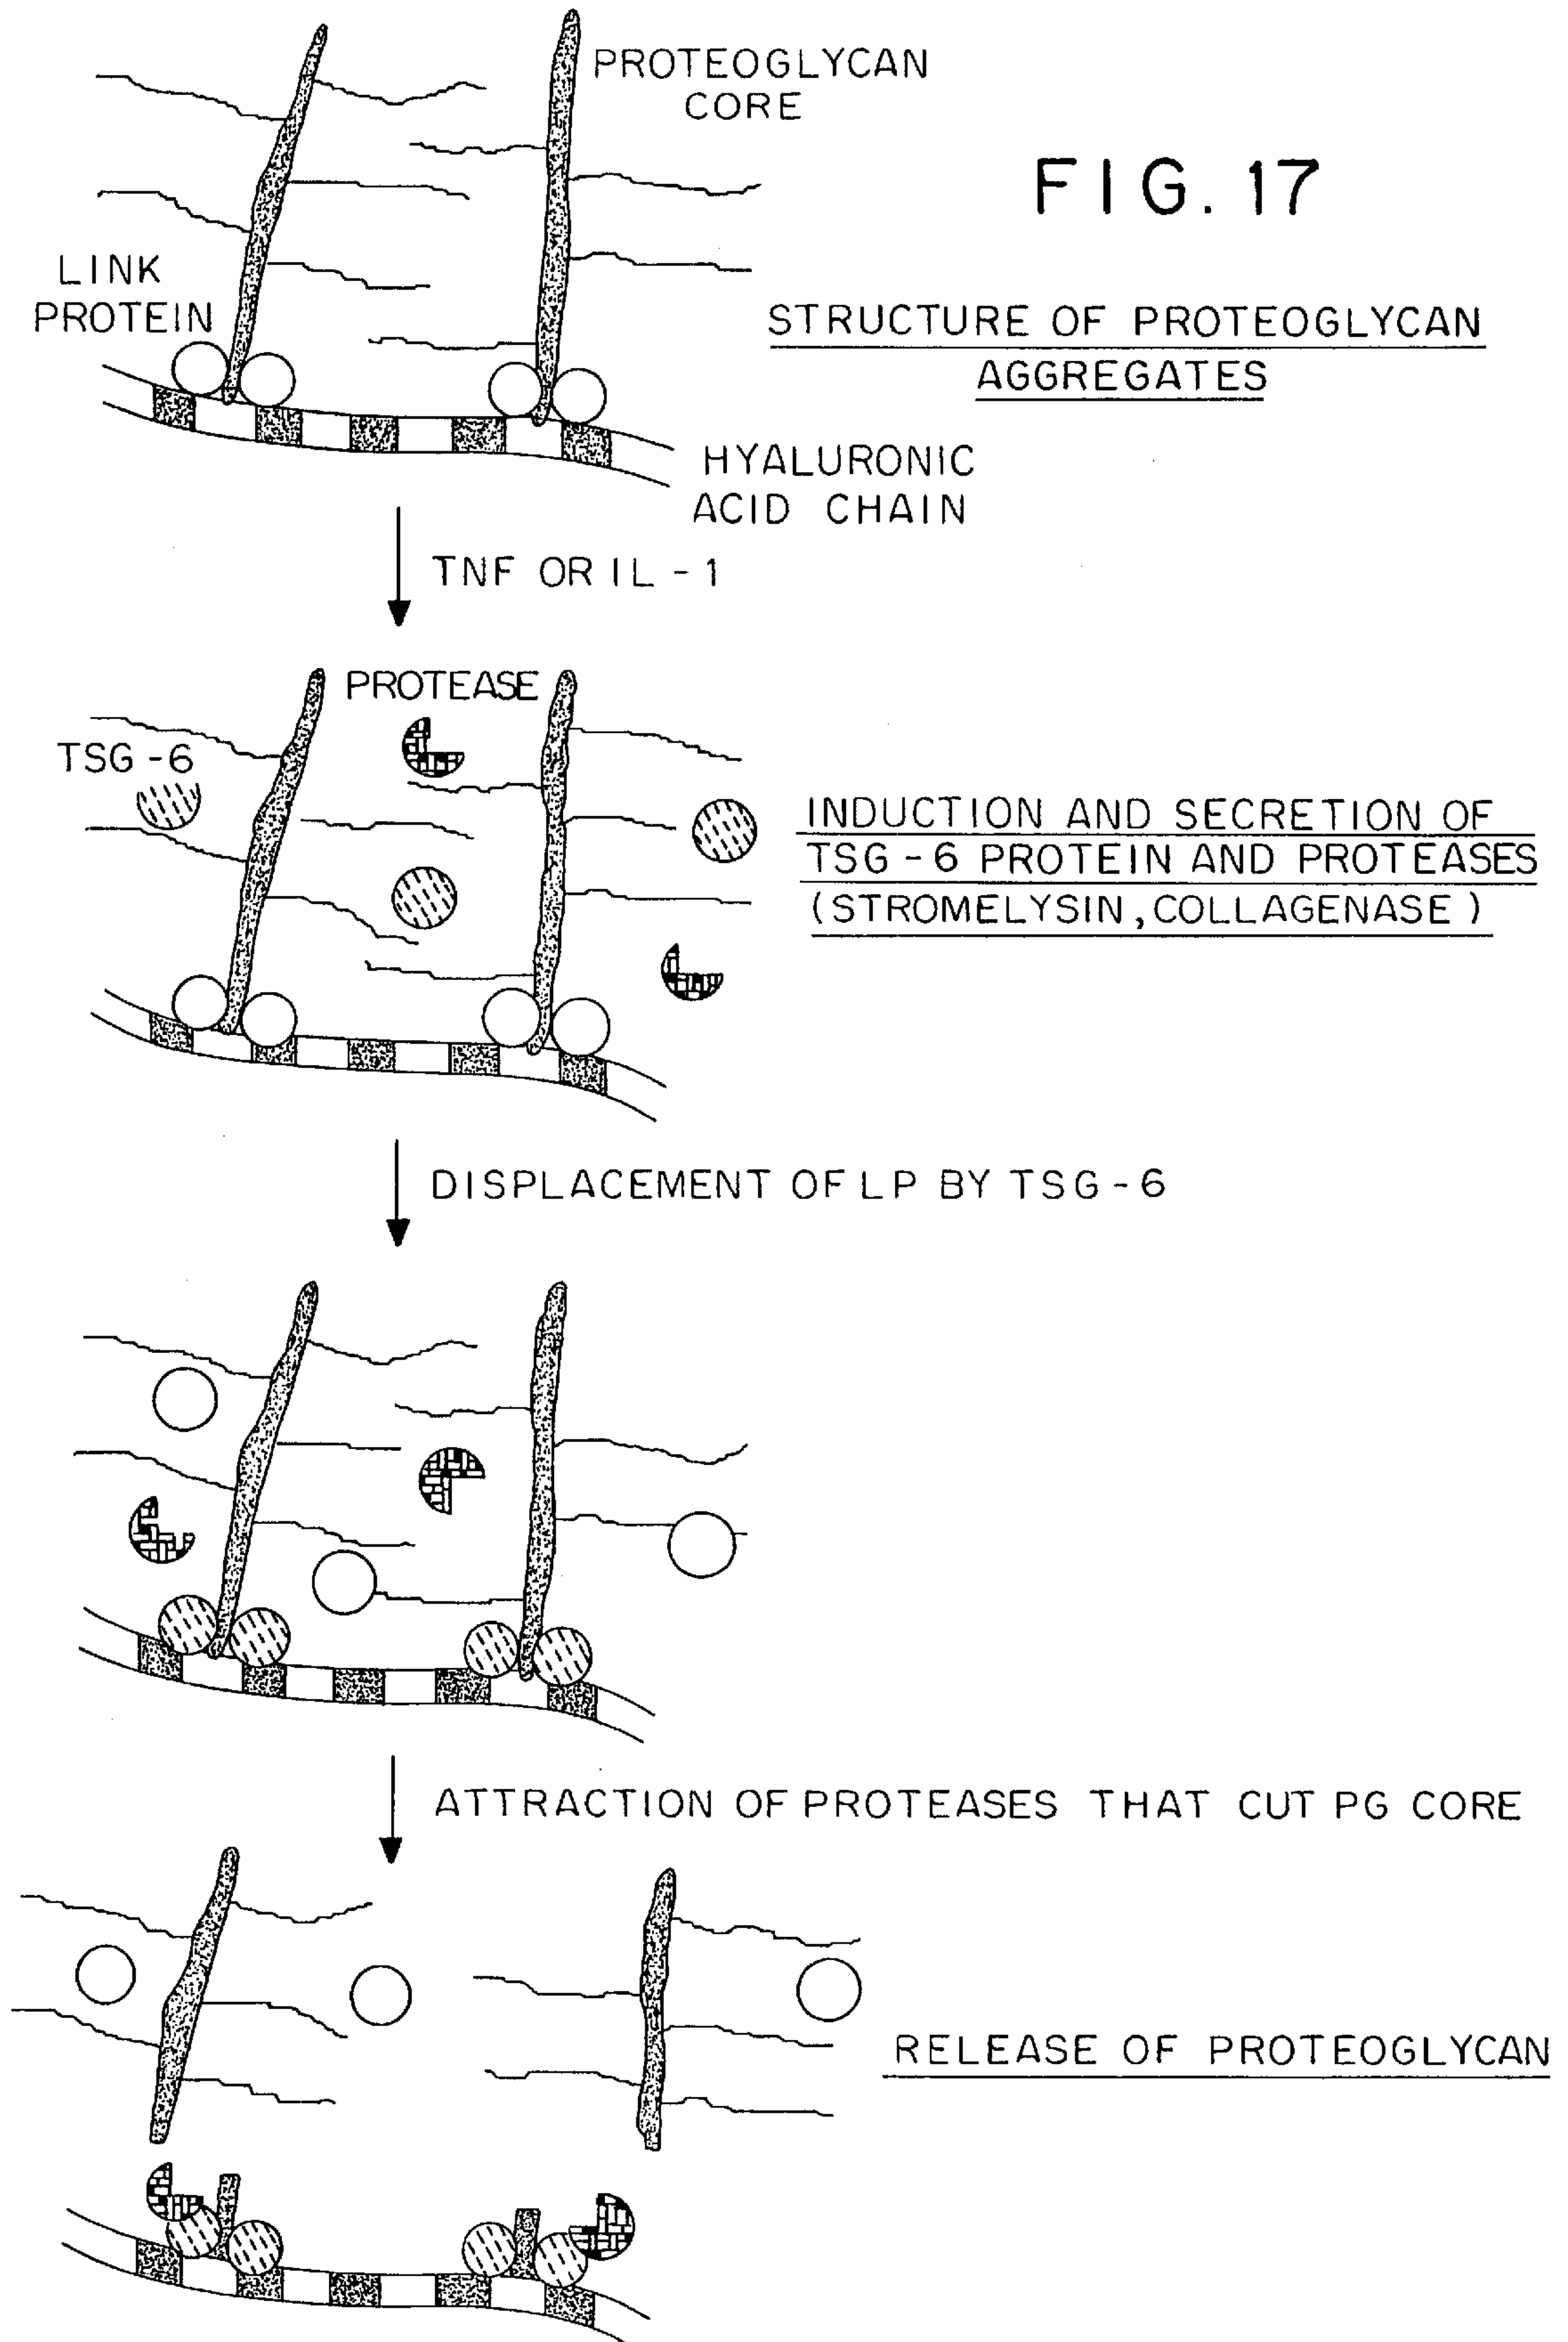 PROTEOGLYCAN
CORE
FIG. 17
LINK
PROTEIN
STRUCTURE OF PROTEOGLYCAN
AGGREGATES
HYALURONIC
ACID CHAIN
TNF OR IL-1
PROTEASE
TSG-6
INDUCTION AND SECRETION OF
TSG-6 PROTEIN AND PROTEASES
(STROMELYSIN, COLLAGENASE)
DISPLACEMENT OF LP BY TSG-6
ATTRACTION OF PROTEASES THAT CUT PG CORE
RELEASE OF PROTEOGLYCAN